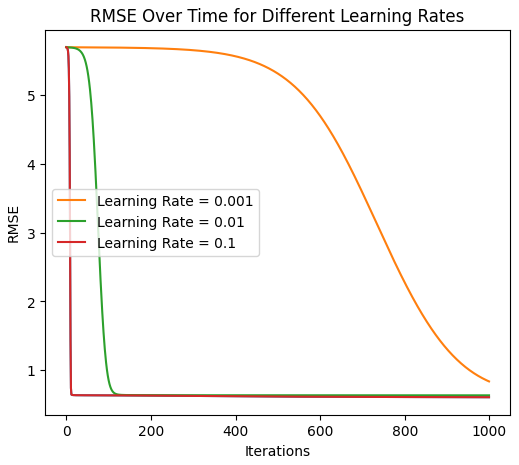 RMSE Over Time for Different Learning Rates
5
4
3
2
1
RMSE
Learning Rate = 0.001
Learning Rate = 0.01
Learning Rate = 0.1
0 200 400 600 800 1000
Iterations